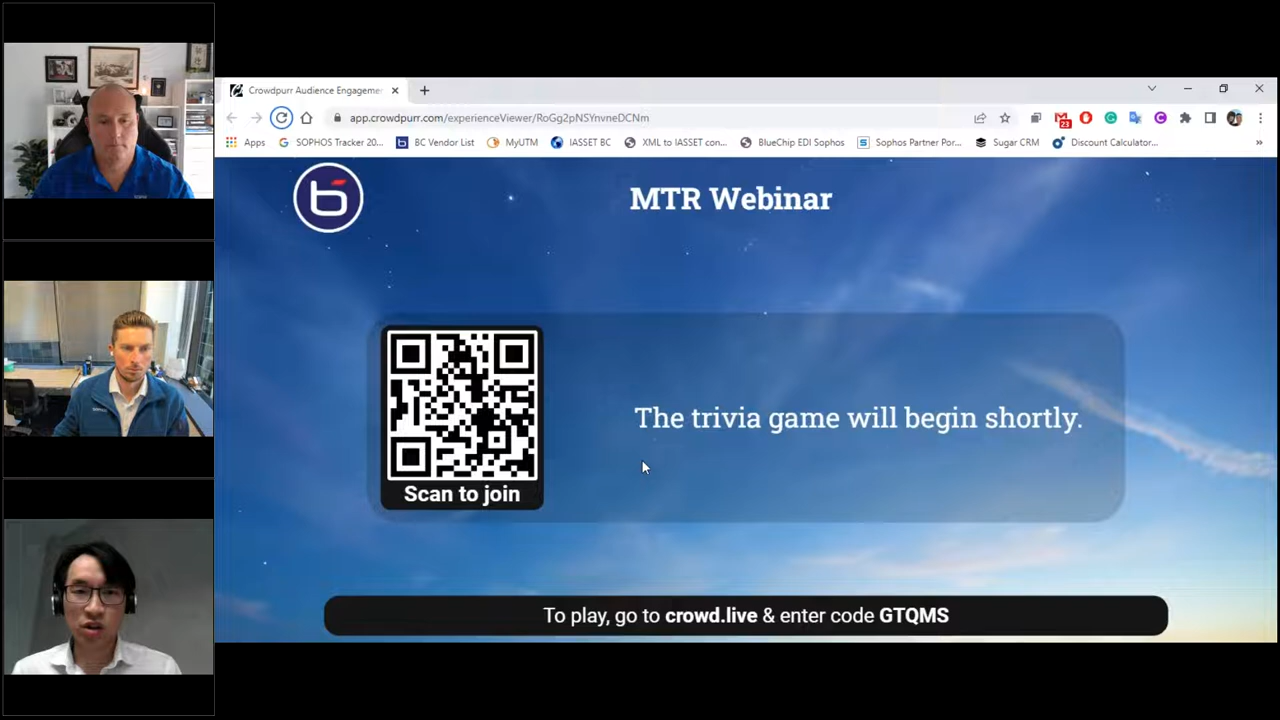 Crowdpurr Audience Engagemen
app.crowdpurr.com/experienceViewer/RoGg2pNSYnvneDCNm
23
Apps
SOPHOS Tracker 20...
BC Vendor List
MyUTM
IASSET BC
XML to IASSET con...
BlueChip EDI Sophos
Sophos Partner Por...
Sugar CRM
Discount Calculator...
MTR Webinar
The trivia game will begin shortly.
Scan to join
To play, go to crowd.live & enter code GTQMS